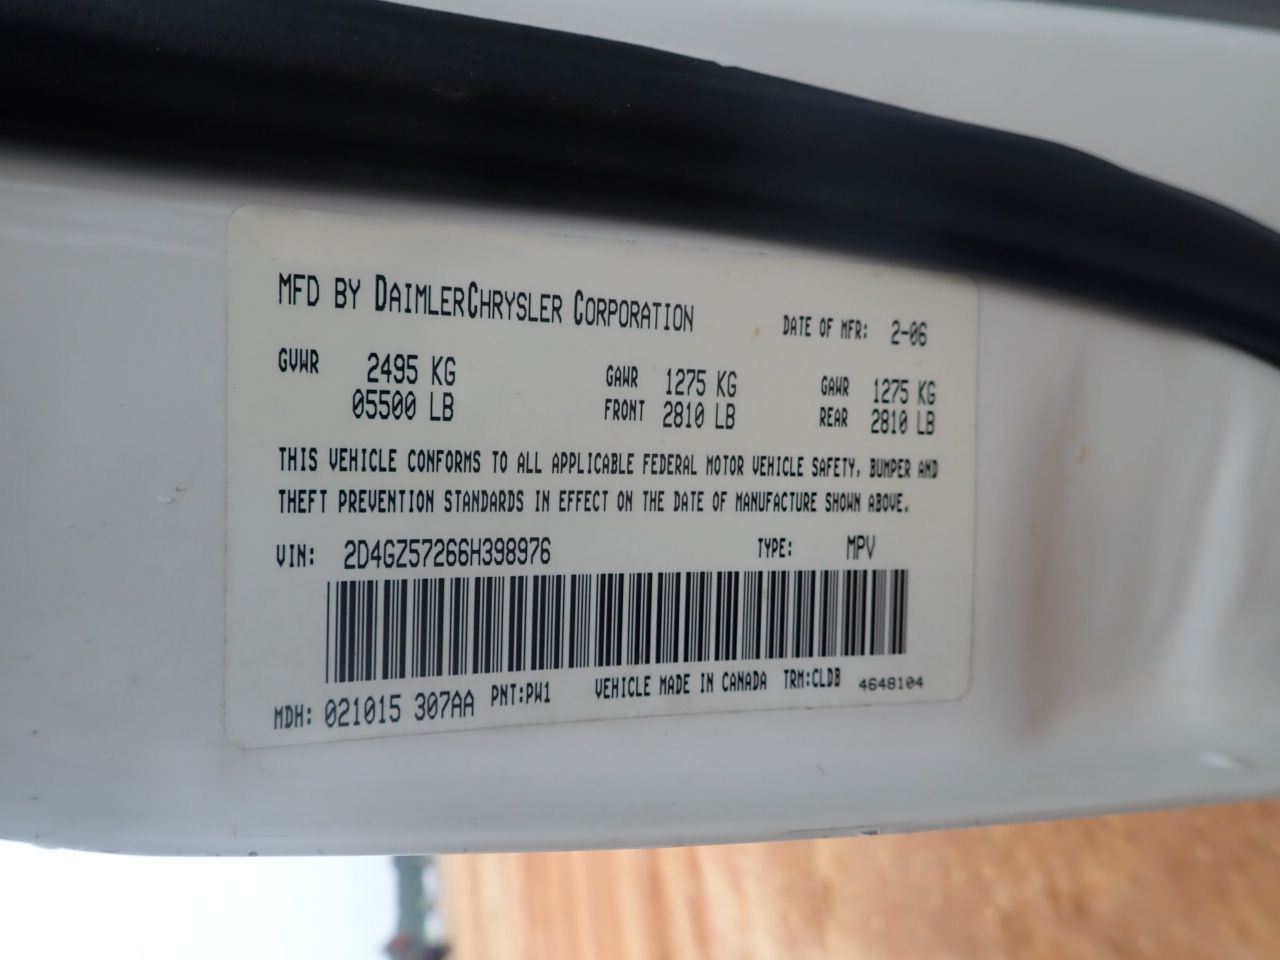 MFD BY DAIMLERCHRYSLER CORPORATION DATE OF MFR: 2-06
GVWR 2495 KG GAWR 1275 KG GAWR 1275 KG
05500 LB FRONT 2810 LB REAR 2810 LB
THIS VEHICLE CONFORMS TO ALL APPLICABLE FEDERAL MOTOR VEHICLE SAFETY, BUMPER AND
THEFT PREVENTION STANDARDS IN EFFECT ON THE DATE OF MANUFACTURE SHOWN ABOVE.
VIN: 2D4GZ57266H398976 TYPE: MPV
MDH: 021015 307AA PNT:PW1 VEHICLE MADE IN CANADA TRM:CLDB 4648104